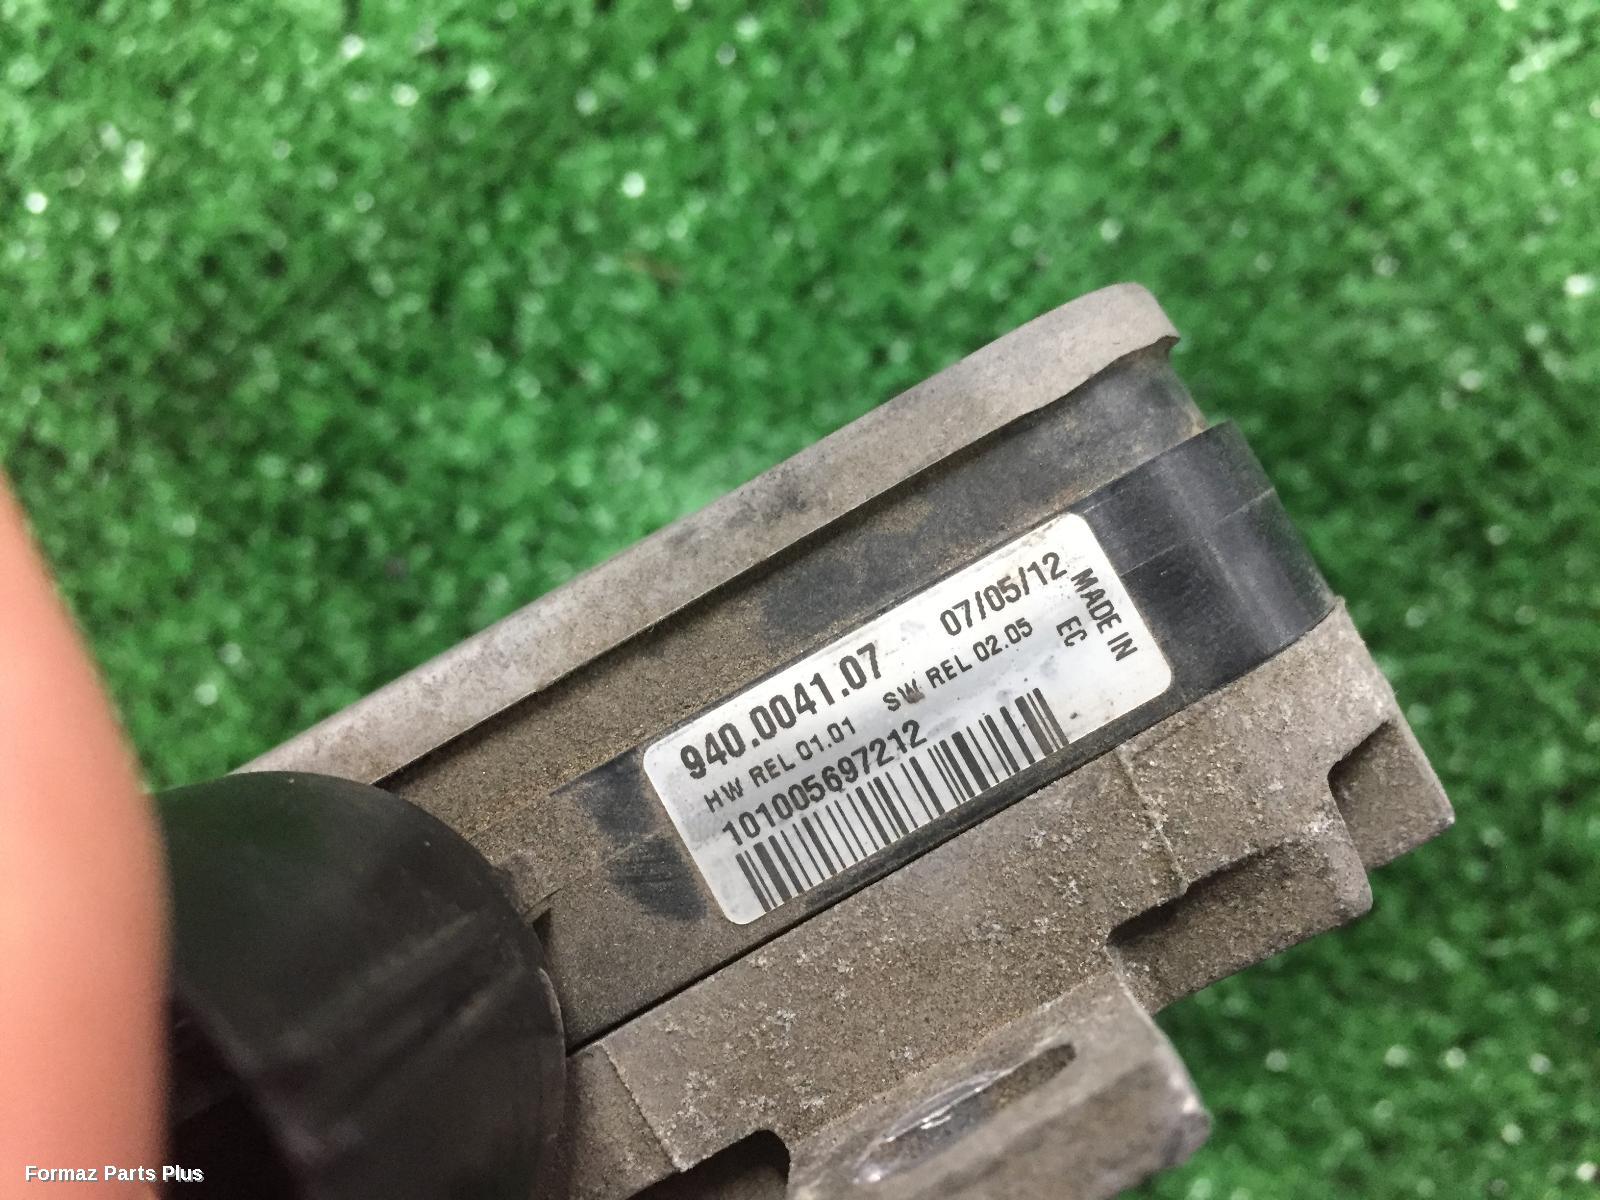 940.0041.07 07/05/12
HW REL 01.01 SW REL 02.05
101005697212
MADE IN
EC
Formaz Parts Plus